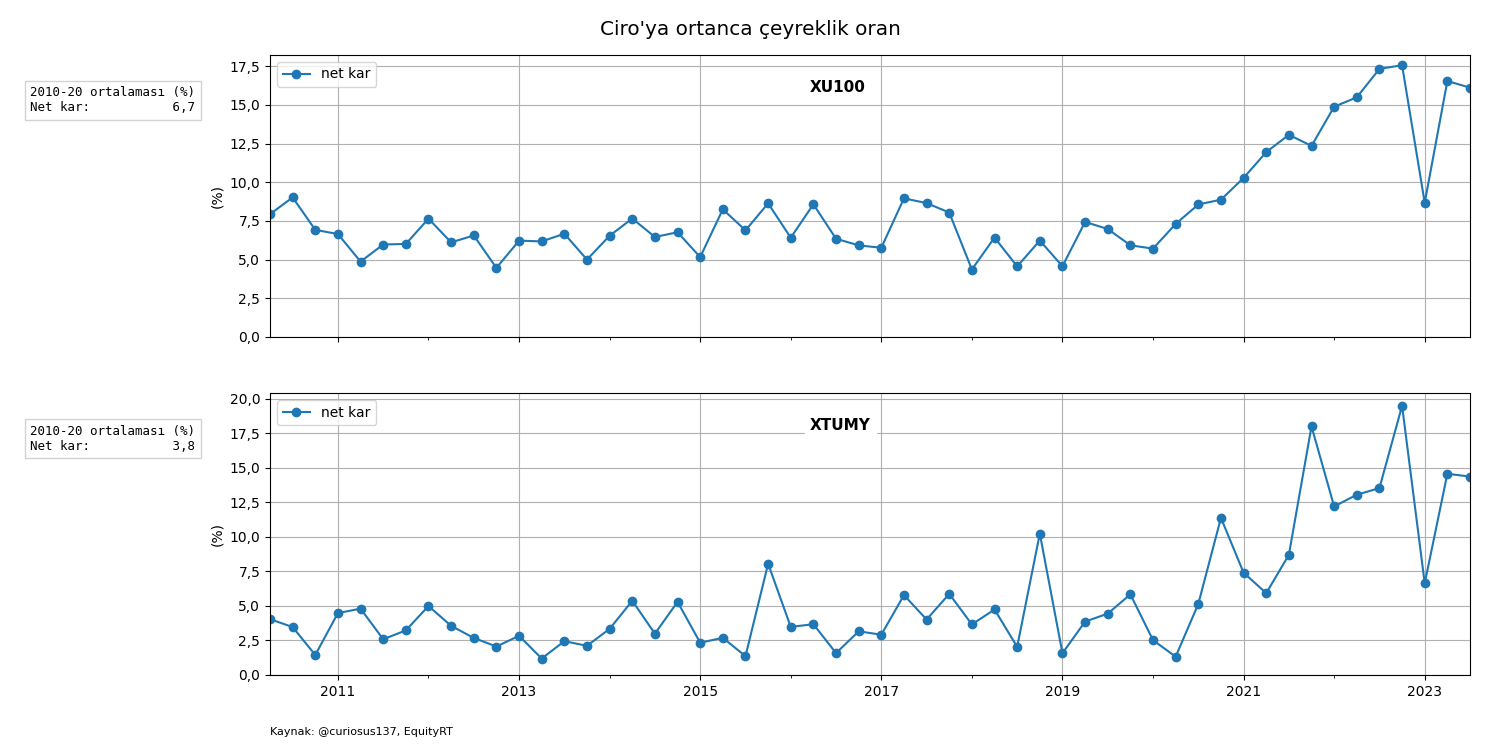 Ciro'ya ortanca çeyreklik oran
2010-20 ortalaması (%)
Net kar: 6,7
net kar
XU100
(%)
17,5
15,0
12,5
10,0
7,5
5,0
2,5
0,0
2010-20 ortalaması (%)
Net kar: 3,8
net kar
XTUMY
(%)
20,0
17,5
15,0
12,5
10,0
7,5
5,0
2,5
0,0
2011 2013 2015 2017 2019 2021 2023
Kaynak: @curiosus137, EquityRT